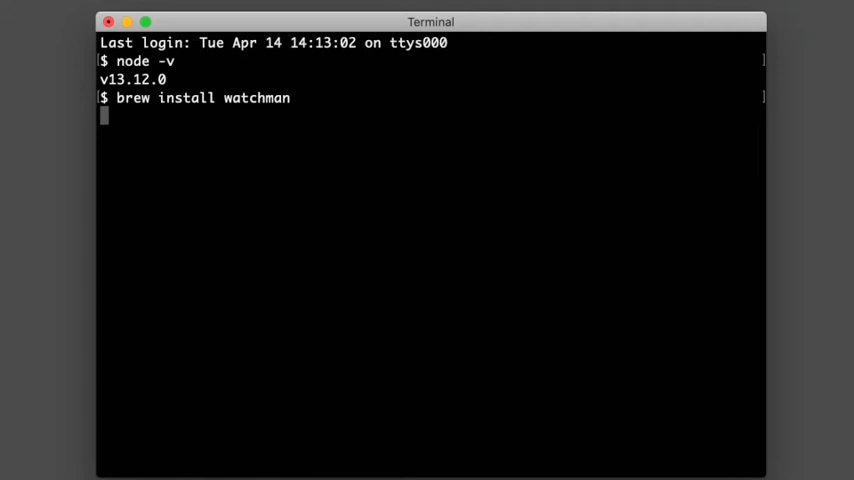 Terminal
Last login: Tue Apr 14 14:13:02 on ttys000
[$ node -v ]
v13.12.0
[$ brew install watchman ]